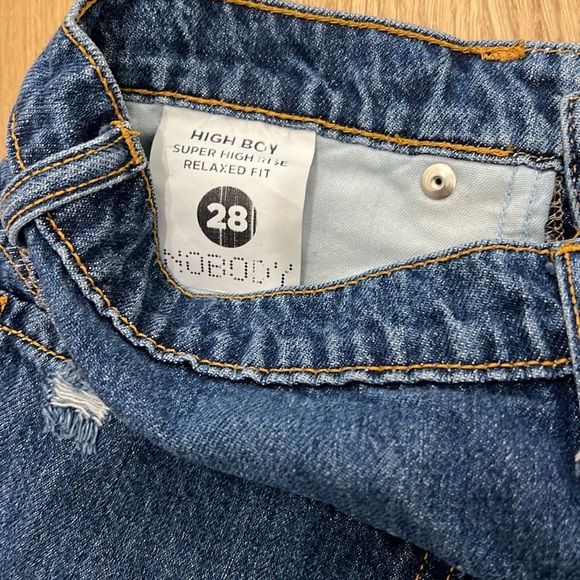 HIGH BOY
SUPER HIGH RISE
RELAXED FIT
28
NOBODY